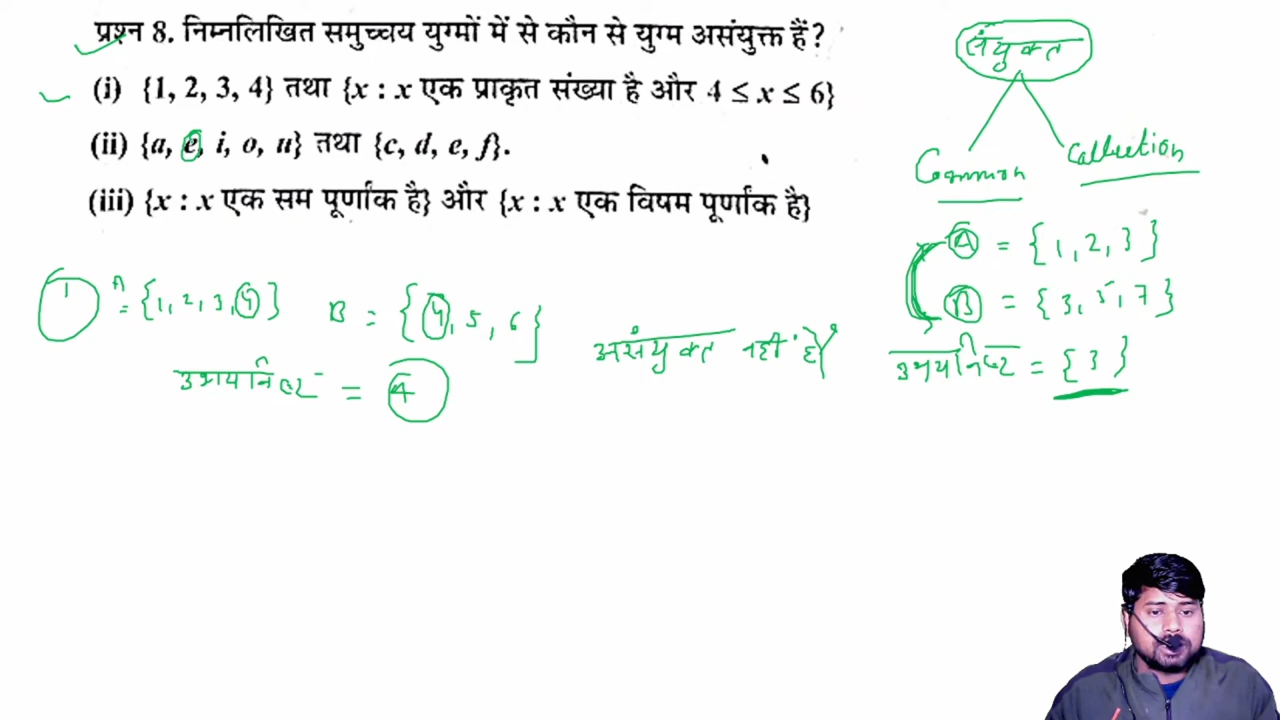 प्रश्न 8. निम्नलिखित समुच्चय युग्मों में से कौन से युग्म असंयुक्त हैं?
(i) {1, 2, 3, 4} तथा {x : x एक प्राकृत संख्या है और 4 ≤ x ≤ 6}
(ii) {a, e, i, o, u} तथा {c, d, e, f}.
(iii) {x : x एक सम पूर्णांक है} और {x : x एक विषम पूर्णांक है}
संयुक्त
Common
Collection
A = {1, 2, 3}
B = {3, 5, 7}
उभयनिष्ट = {3}
1 A = {1, 2, 3, 4} B = {4, 5, 6}
असंयुक्त नहीं है
उभयनिष्ट = 4